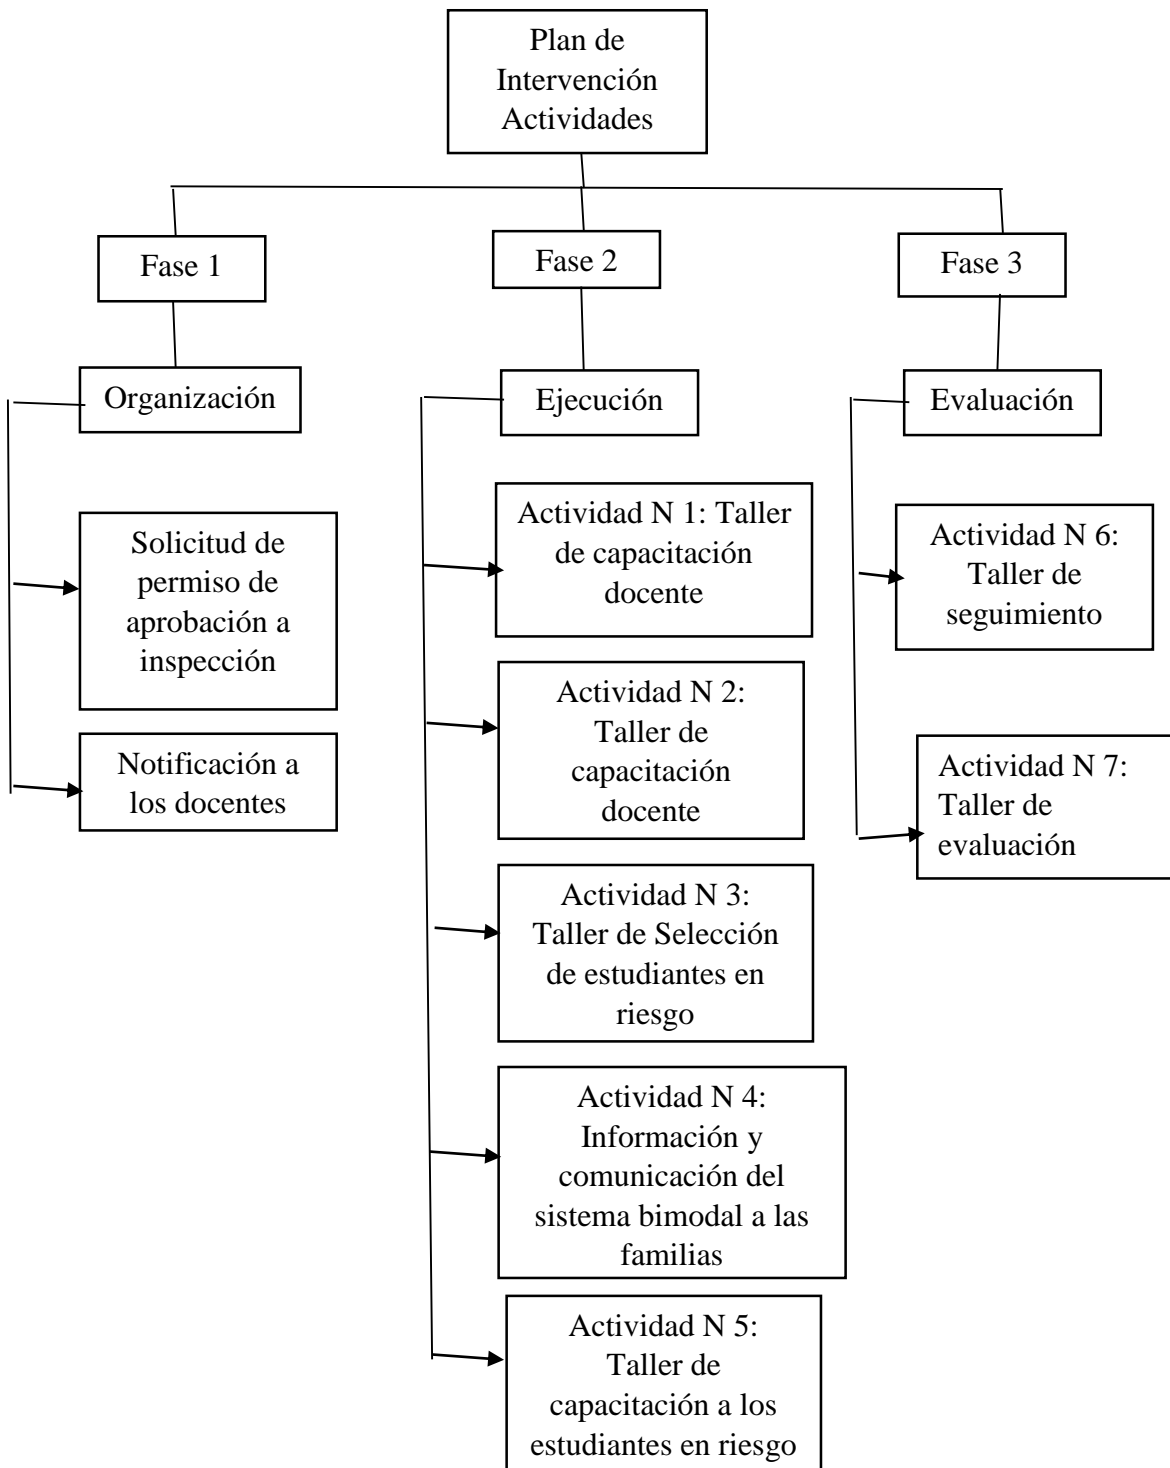 Plan de
Intervención
Actividades
Fase 1
Fase 2
Fase 3
Organización
Ejecución
Evaluación
Solicitud de
permiso de
aprobación a
inspección
Notificación a
los docentes
Actividad N 1: Taller
de capacitación
docente
Actividad N 2:
Taller de
capacitación
docente
Actividad N 3:
Taller de Selección
de estudiantes en
riesgo
Actividad N 4:
Información y
comunicación del
sistema bimodal a las
familias
Actividad N 5:
Taller de
capacitación a los
estudiantes en riesgo
Actividad N 6:
Taller de
seguimiento
Actividad N 7:
Taller de
evaluación